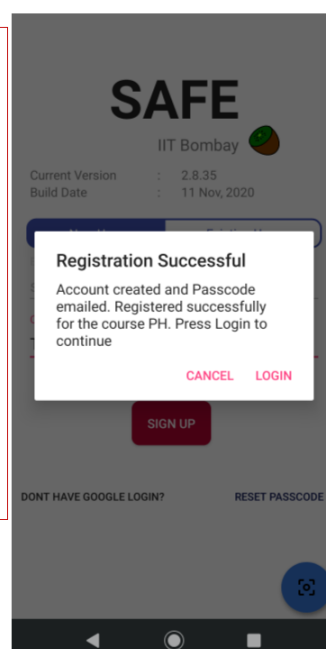 SAFE
IIT Bombay
Current Version : 2.8.35
Build Date : 11 Nov, 2020
Registration Successful
Account created and Passcode
emailed. Registered successfully
for the course PH. Press Login to
continue
CANCEL LOGIN
SIGN UP
DONT HAVE GOOGLE LOGIN? RESET PASSCODE